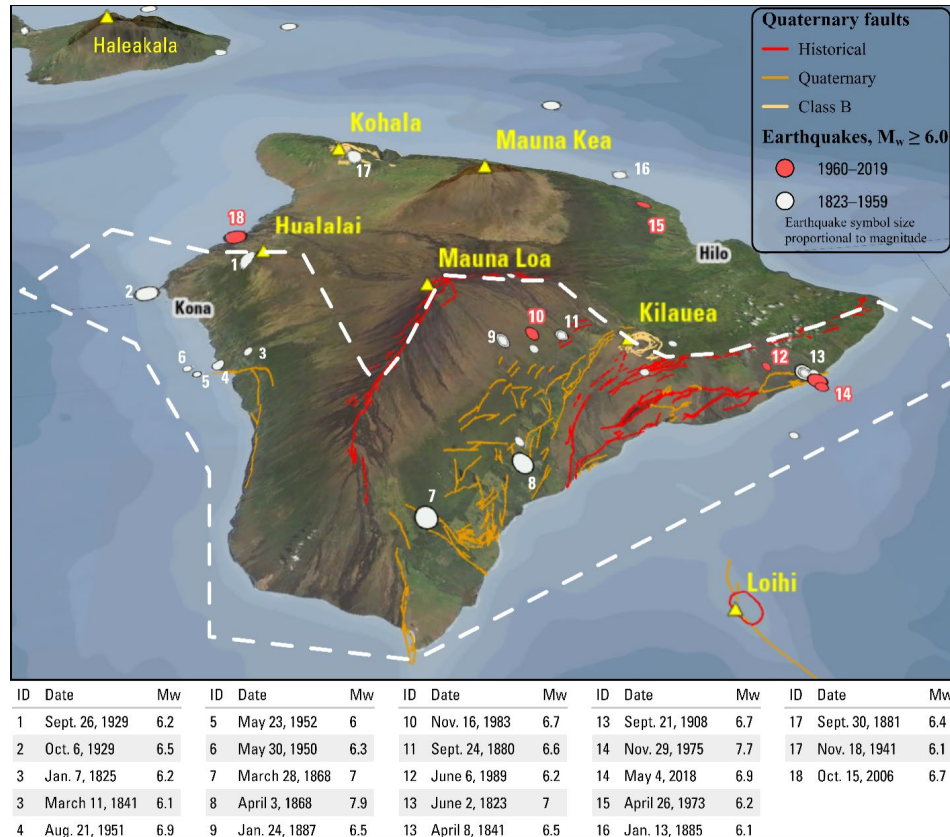 Haleakala
Quaternary faults
Historical
Quaternary
Class B
Earthquakes, Mw ≥ 6.0
1960–2019
1823–1959
Earthquake symbol size
proportional to magnitude
Kohala
17
Mauna Kea
16
15
18
Hualalai
1
Mauna Loa
Hilo
2
Kona
Kilauea
10
11
9
3
6
5
4
12
13
14
8
7
Loihi
ID Date Mw
1 Sept. 26, 1929 6.2
2 Oct. 6, 1929 6.5
3 Jan. 7, 1825 6.2
3 March 11, 1841 6.1
4 Aug. 21, 1951 6.9
ID Date Mw
5 May 23, 1952 6
6 May 30, 1950 6.3
7 March 28, 1868 7
8 April 3, 1868 7.9
9 Jan. 24, 1887 6.5
ID Date Mw
10 Nov. 16, 1983 6.7
11 Sept. 24, 1880 6.6
12 June 6, 1989 6.2
13 June 2, 1823 7
13 April 8, 1841 6.5
ID Date Mw
13 Sept. 21, 1908 6.7
14 Nov. 29, 1975 7.7
14 May 4, 2018 6.9
15 April 26, 1973 6.2
16 Jan. 13, 1885 6.1
ID Date Mw
17 Sept. 30, 1881 6.4
17 Nov. 18, 1941 6.1
18 Oct. 15, 2006 6.7